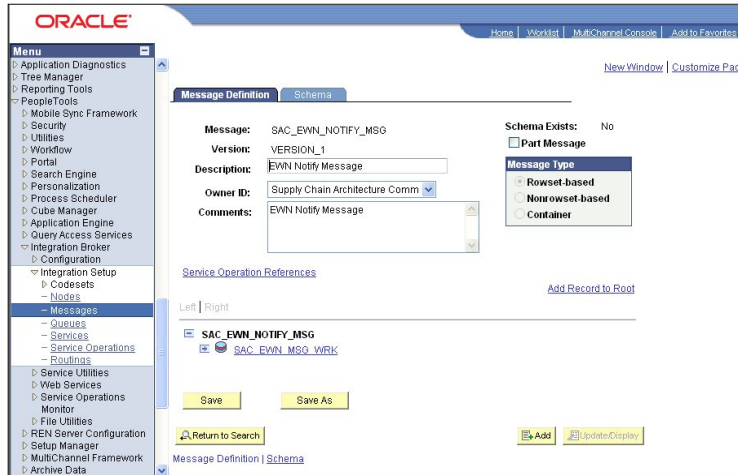 ORACLE'
Home | Worklist | MultiChannel Console | Add to Favorites
Menu
Application Diagnostics
Tree Manager
Reporting Tools
PeopleTools
Mobile Sync Framework
Security
Utilities
Workflow
Portal
Search Engine
Personalization
Process Scheduler
Cube Manager
Application Engine
Query Access Services
Integration Broker
Configuration
Integration Setup
Codesets
– Nodes
– Messages
– Queues
– Services
– Service Operations
– Routings
Service Utilities
Web Services
Service Operations
Monitor
File Utilities
REN Server Configuration
Setup Manager
MultiChannel Framework
Archive Data
New Window | Customize Pag
Message Definition Schema
Message: SAC_EWN_NOTIFY_MSG
Version: VERSION_1
Description: EWN Notify Message
Owner ID: Supply Chain Architecture Comm
Comments: EWN Notify Message
Schema Exists: No
Part Message
Message Type
Rowset-based
Nonrowset-based
Container
Service Operation References
Add Record to Root
Left | Right
SAC_EWN_NOTIFY_MSG
SAC_EWN_MSG_WRK
Save Save As
Return to Search Add Update/Display
Message Definition | Schema